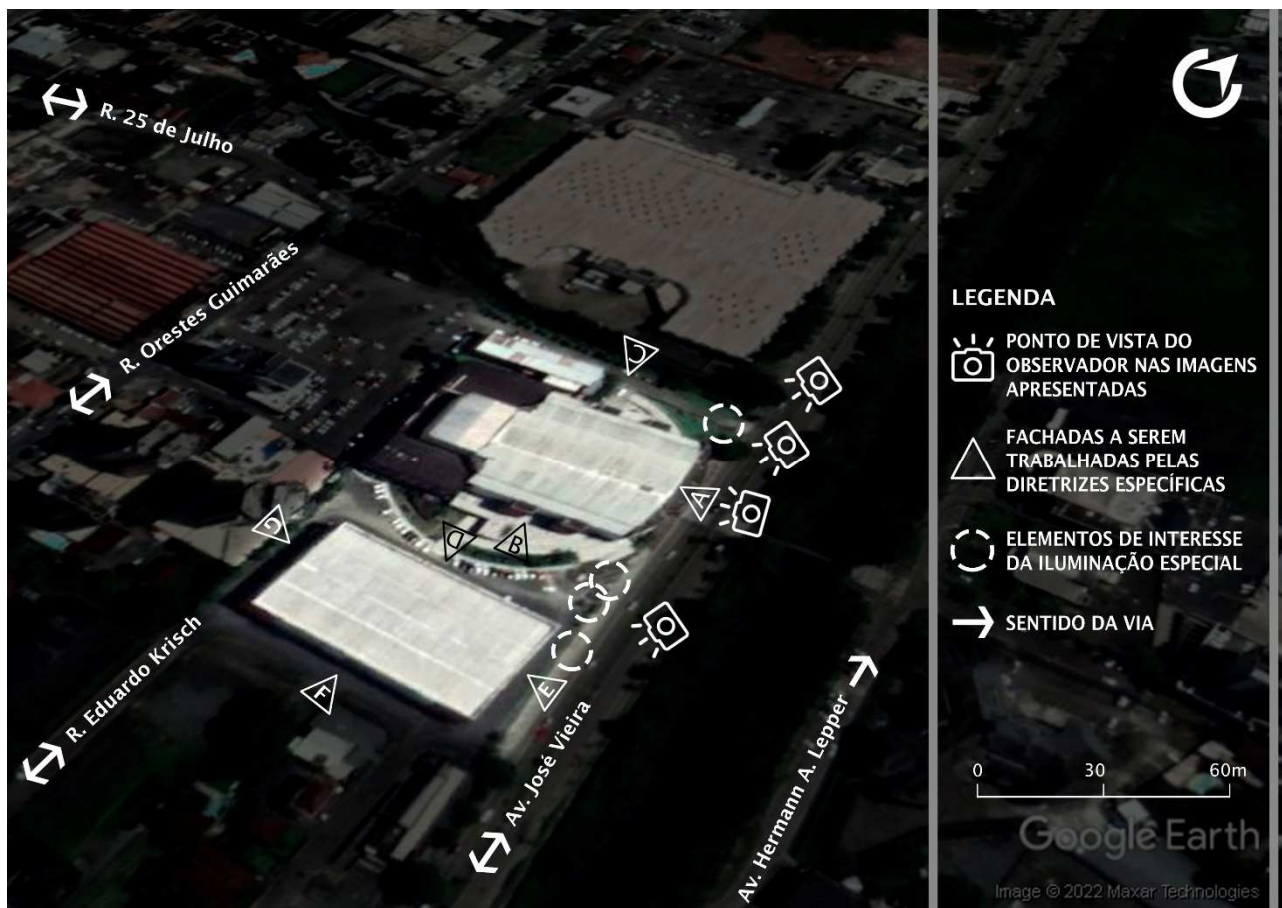 R. 25 de Julho
R. Orestes Guimarães
C
A
G
D
B
F
E
R. Eduardo Krisch
Av. José Vieira
Av. Hermann A. Lepper
LEGENDA
PONTO DE VISTA DO
OBSERVADOR NAS IMAGENS
APRESENTADAS
FACHADAS A SEREM
TRABALHADAS PELAS
DIRETRIZES ESPECÍFICAS
ELEMENTOS DE INTERESSE
DA ILUMINAÇÃO ESPECIAL
SENTIDO DA VIA
0 30 60m
Google Earth
Image © 2022 Maxar Technologies